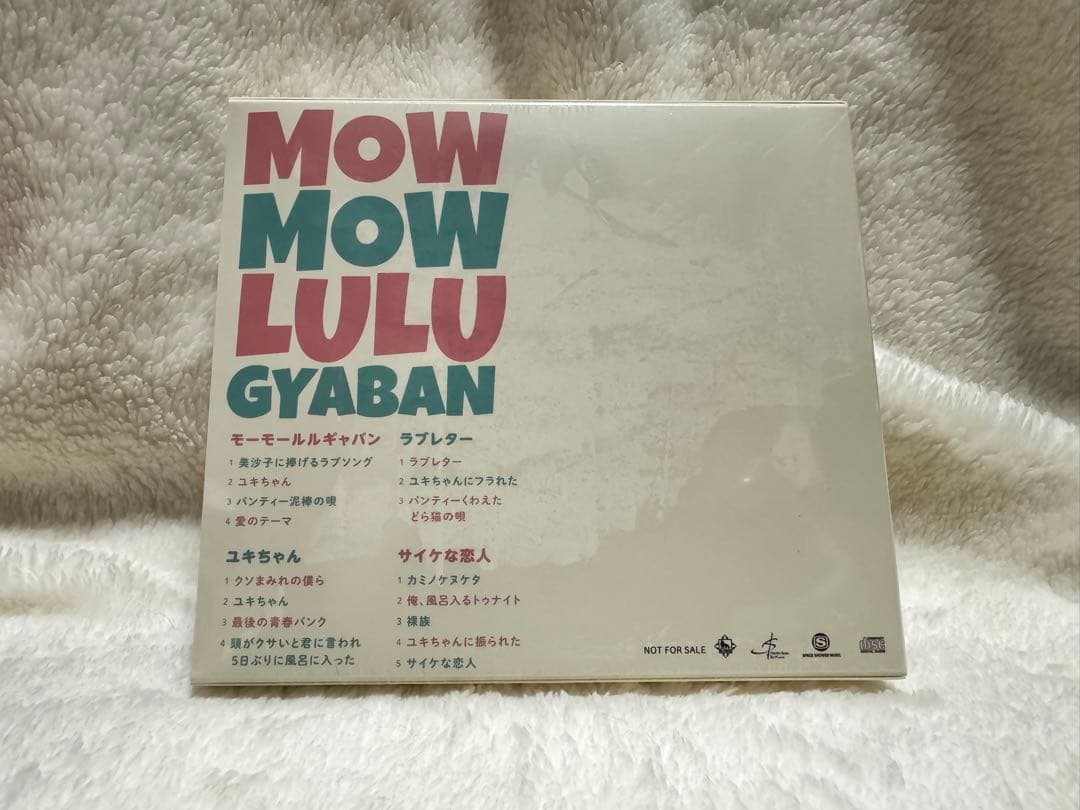 MOW
MOW
LULU
GYABAN
モーモールルギャバン
1 美沙子に捧げるラブソング
2 ユキちゃん
3 パンティー泥棒の唄
4 愛のテーマ
ラブレター
1 ラブレター
2 ユキちゃんにフラれた
3 パンティーくわえた
どら猫の唄
ユキちゃん
1 クソまみれの僕ら
2 ユキちゃん
3 最後の青春パンク
4 頭がクサいと君に言われ
5日ぶりに風呂に入った
サイケな恋人
1 カミノケヌケタ
2 俺、風呂入るトゥナイト
3 裸族
4 ユキちゃんに振られた
5 サイケな恋人
NOT FOR SALE
SPACE SHOWER MUSIC
DIGITAL AUDIO